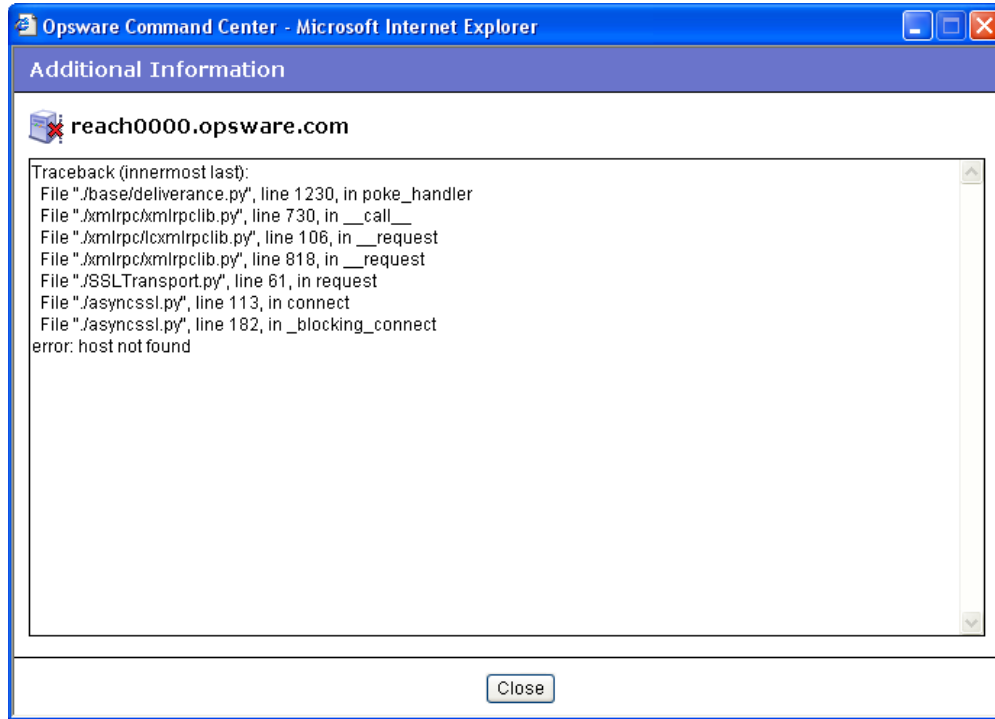 Opsware Command Center - Microsoft Internet Explorer
Additional Information
reach0000.opsware.com
Traceback (innermost last):
File "./base/deliverance.py", line 1230, in poke_handler
File "./xmlrpc/xmlrpclib.py", line 730, in __call__
File "./xmlrpc/lcxmlrpclib.py", line 106, in __request
File "./xmlrpc/xmlrpclib.py", line 818, in __request
File "./SSLTransport.py", line 61, in request
File "./asyncssl.py", line 113, in connect
File "./asyncssl.py", line 182, in _blocking_connect
error: host not found
Close